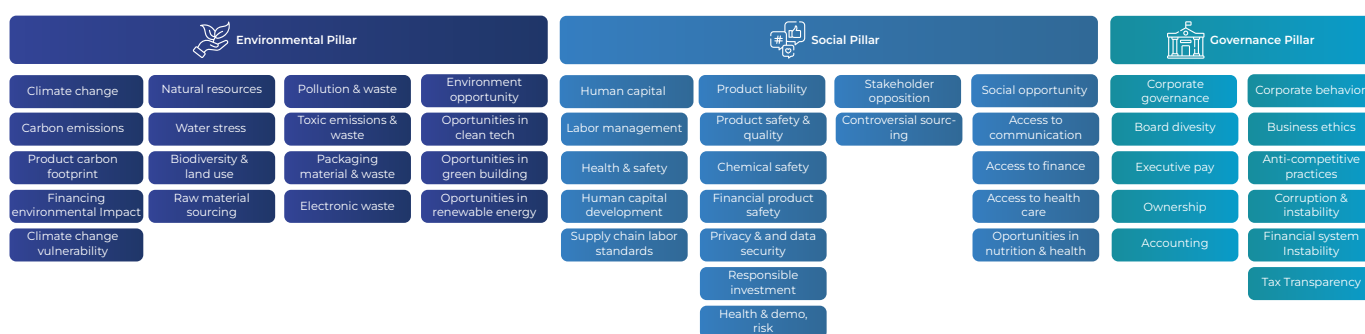 Environmental Pillar
Social Pillar
Governance Pillar
Climate change
Natural resources
Pollution & waste
Environment
opportunity
Human capital
Product liability
Stakeholder
opposition
Social opportunity
Corporate
governance
Corporate behavior
Carbon emissions
Water stress
Toxic emissions &
waste
Oportunities in
clean tech
Labor management
Product safety &
quality
Controversial sourc-
ing
Access to
communication
Board divesity
Business ethics
Product carbon
footprint
Biodiversity &
land use
Packaging
material & waste
Oportunities in
green building
Health & safety
Chemical safety
Access to finance
Executive pay
Anti-competitive
practices
Financing
environmental Impact
Raw material
sourcing
Electronic waste
Oportunities in
renewable energy
Human capital
development
Financial product
safety
Access to health
care
Ownership
Corruption &
instability
Climate change
vulnerability
Supply chain labor
standards
Privacy & and data
security
Oportunities in
nutrition & health
Accounting
Financial system
Instability
Responsible
investment
Tax Transparency
Health & demo,
risk